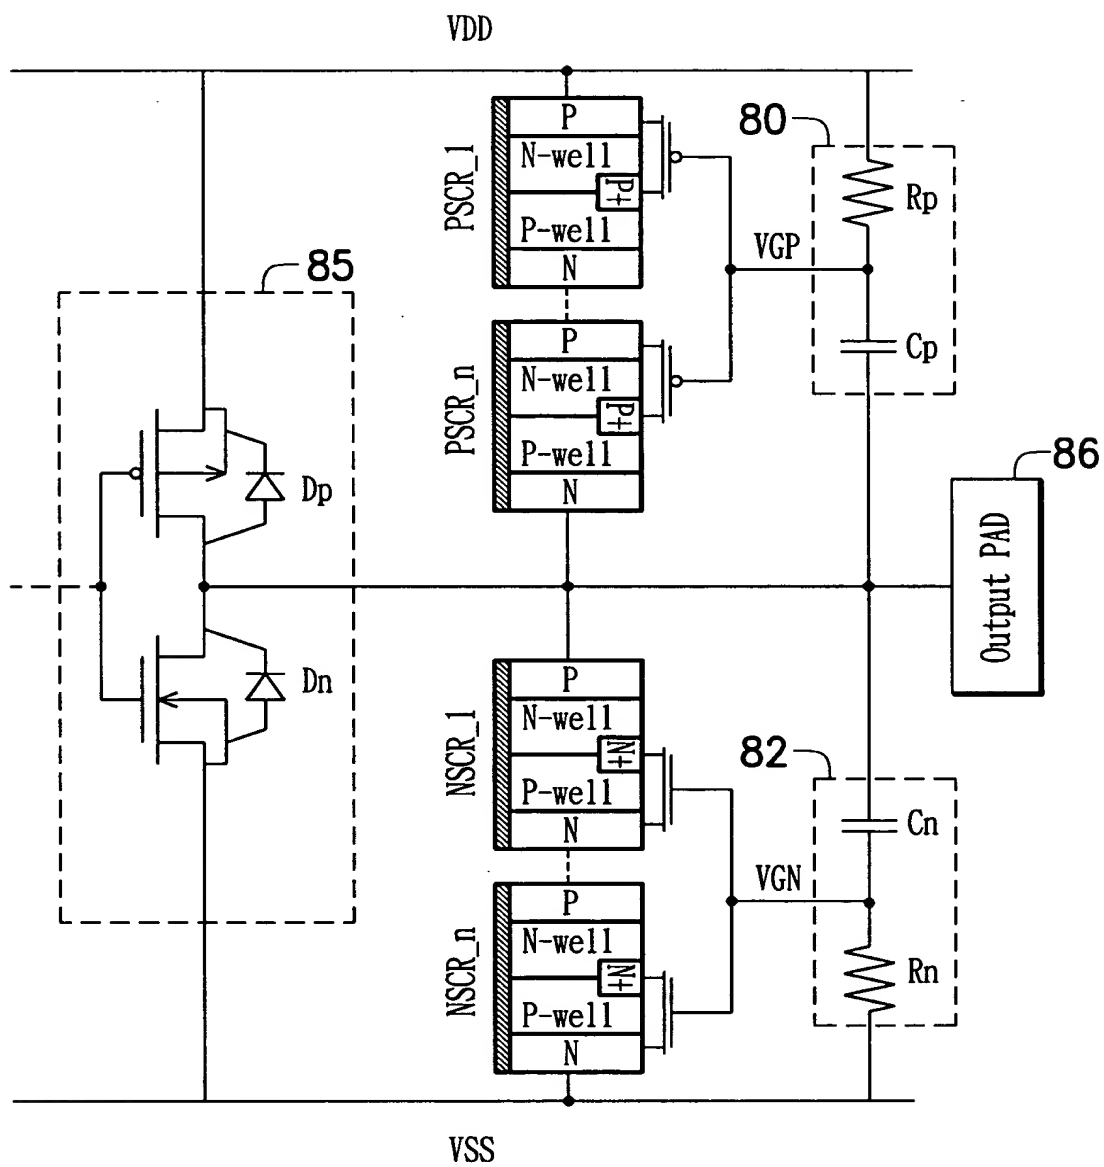 VDD
80
PSCR_1
P
N-well
P+
P-well
N
Rp
VGP
85
Cp
PSCR_n
P
N-well
P+
P-well
N
86
Dp
Output PAD
Dn
NSCR_1
P
N-well
N+
P-well
N
82
Cn
VGN
NSCR_n
P
N-well
N+
P-well
N
Rn
VSS